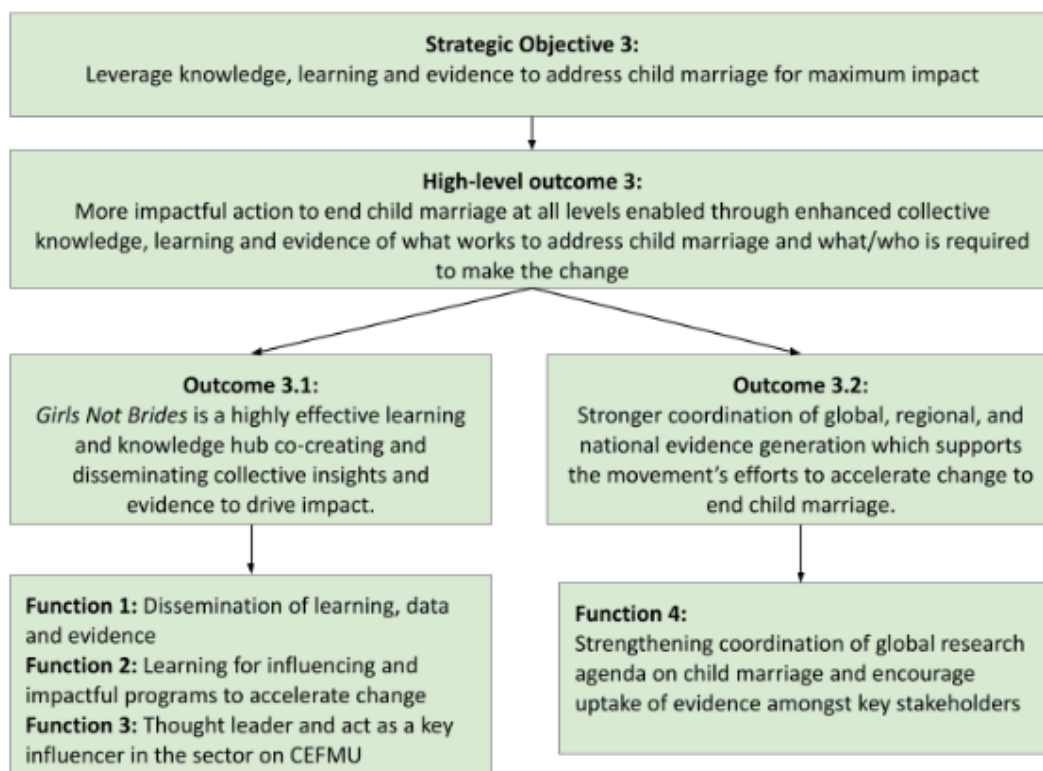 Strategic Objective 3:
Leverage knowledge, learning and evidence to address child marriage for maximum impact
High-level outcome 3:
More impactful action to end child marriage at all levels enabled through enhanced collective
knowledge, learning and evidence of what works to address child marriage and what/who is required
to make the change
Outcome 3.1:
Girls Not Brides is a highly effective learning
and knowledge hub co-creating and
disseminating collective insights and
evidence to drive impact.
Outcome 3.2:
Stronger coordination of global, regional, and
national evidence generation which supports
the movement’s efforts to accelerate change to
end child marriage.
Function 1: Dissemination of learning, data
and evidence
Function 2: Learning for influencing and
impactful programs to accelerate change
Function 3: Thought leader and act as a key
influencer in the sector on CEFMU
Function 4:
Strengthening coordination of global research
agenda on child marriage and encourage
uptake of evidence amongst key stakeholders